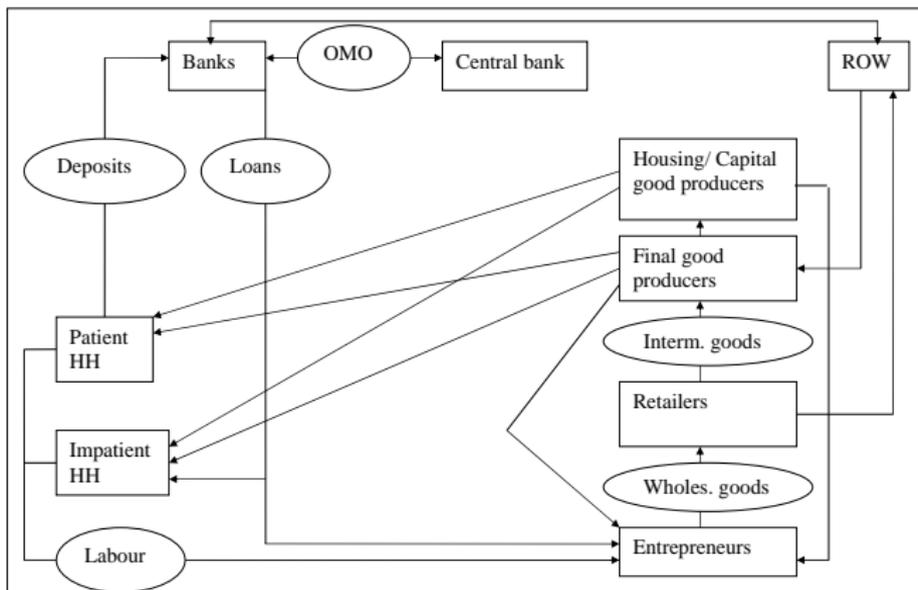 Banks
OMO
Central bank
ROW
Deposits
Loans
Housing/ Capital
good producers
Final good
producers
Patient
HH
Interm. goods
Retailers
Impatient
HH
Wholes. goods
Labour
Entrepreneurs